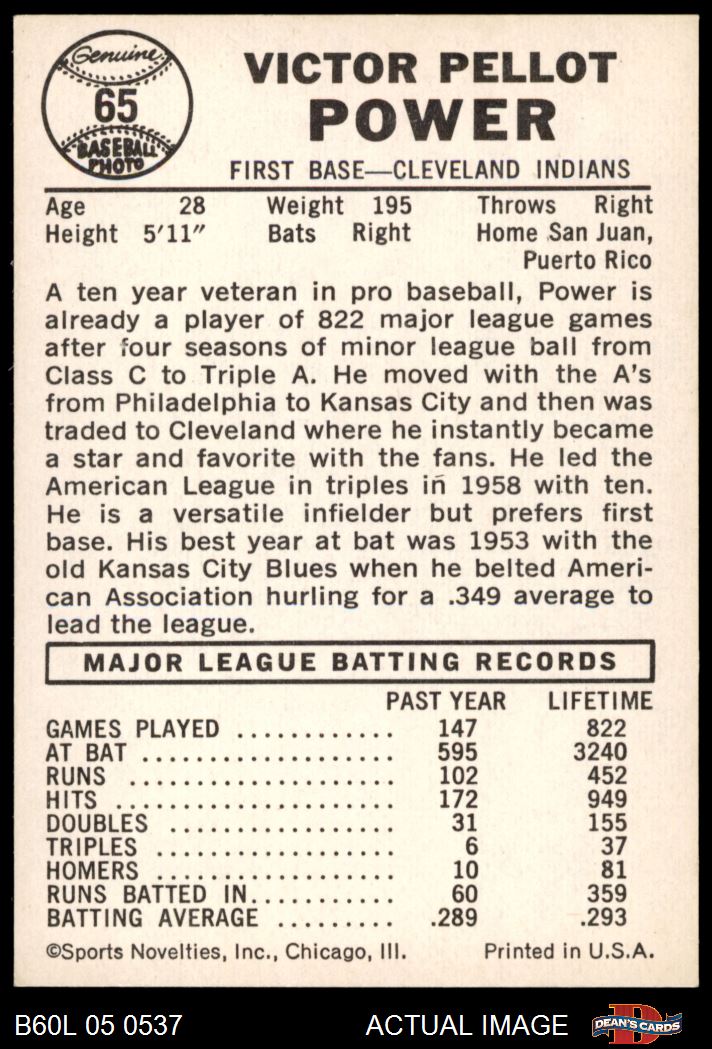 Genuine
65
BASEBALL
PHOTO
VICTOR PELLOT
POWER
FIRST BASE—CLEVELAND INDIANS
Age 28 Weight 195 Throws Right
Height 5'11" Bats Right Home San Juan,
Puerto Rico
A ten year veteran in pro baseball, Power is
already a player of 822 major league games
after four seasons of minor league ball from
Class C to Triple A. He moved with the A's
from Philadelphia to Kansas City and then was
traded to Cleveland where he instantly became
a star and favorite with the fans. He led the
American League in triples in 1958 with ten.
He is a versatile infielder but prefers first
base. His best year at bat was 1953 with the
old Kansas City Blues when he belted Ameri-
can Association hurling for a .349 average to
lead the league.
MAJOR LEAGUE BATTING RECORDS
PAST YEAR LIFETIME
GAMES PLAYED ............ 147 822
AT BAT .................... 595 3240
RUNS ..................... 102 452
HITS ...................... 172 949
DOUBLES .................. 31 155
TRIPLES ................... 6 37
HOMERS ................... 10 81
RUNS BATTED IN........... 60 359
BATTING AVERAGE ......... .289 .293
©Sports Novelties, Inc., Chicago, Ill. Printed in U.S.A.
B60L 05 0537 ACTUAL IMAGE D DEAN'S CARDS